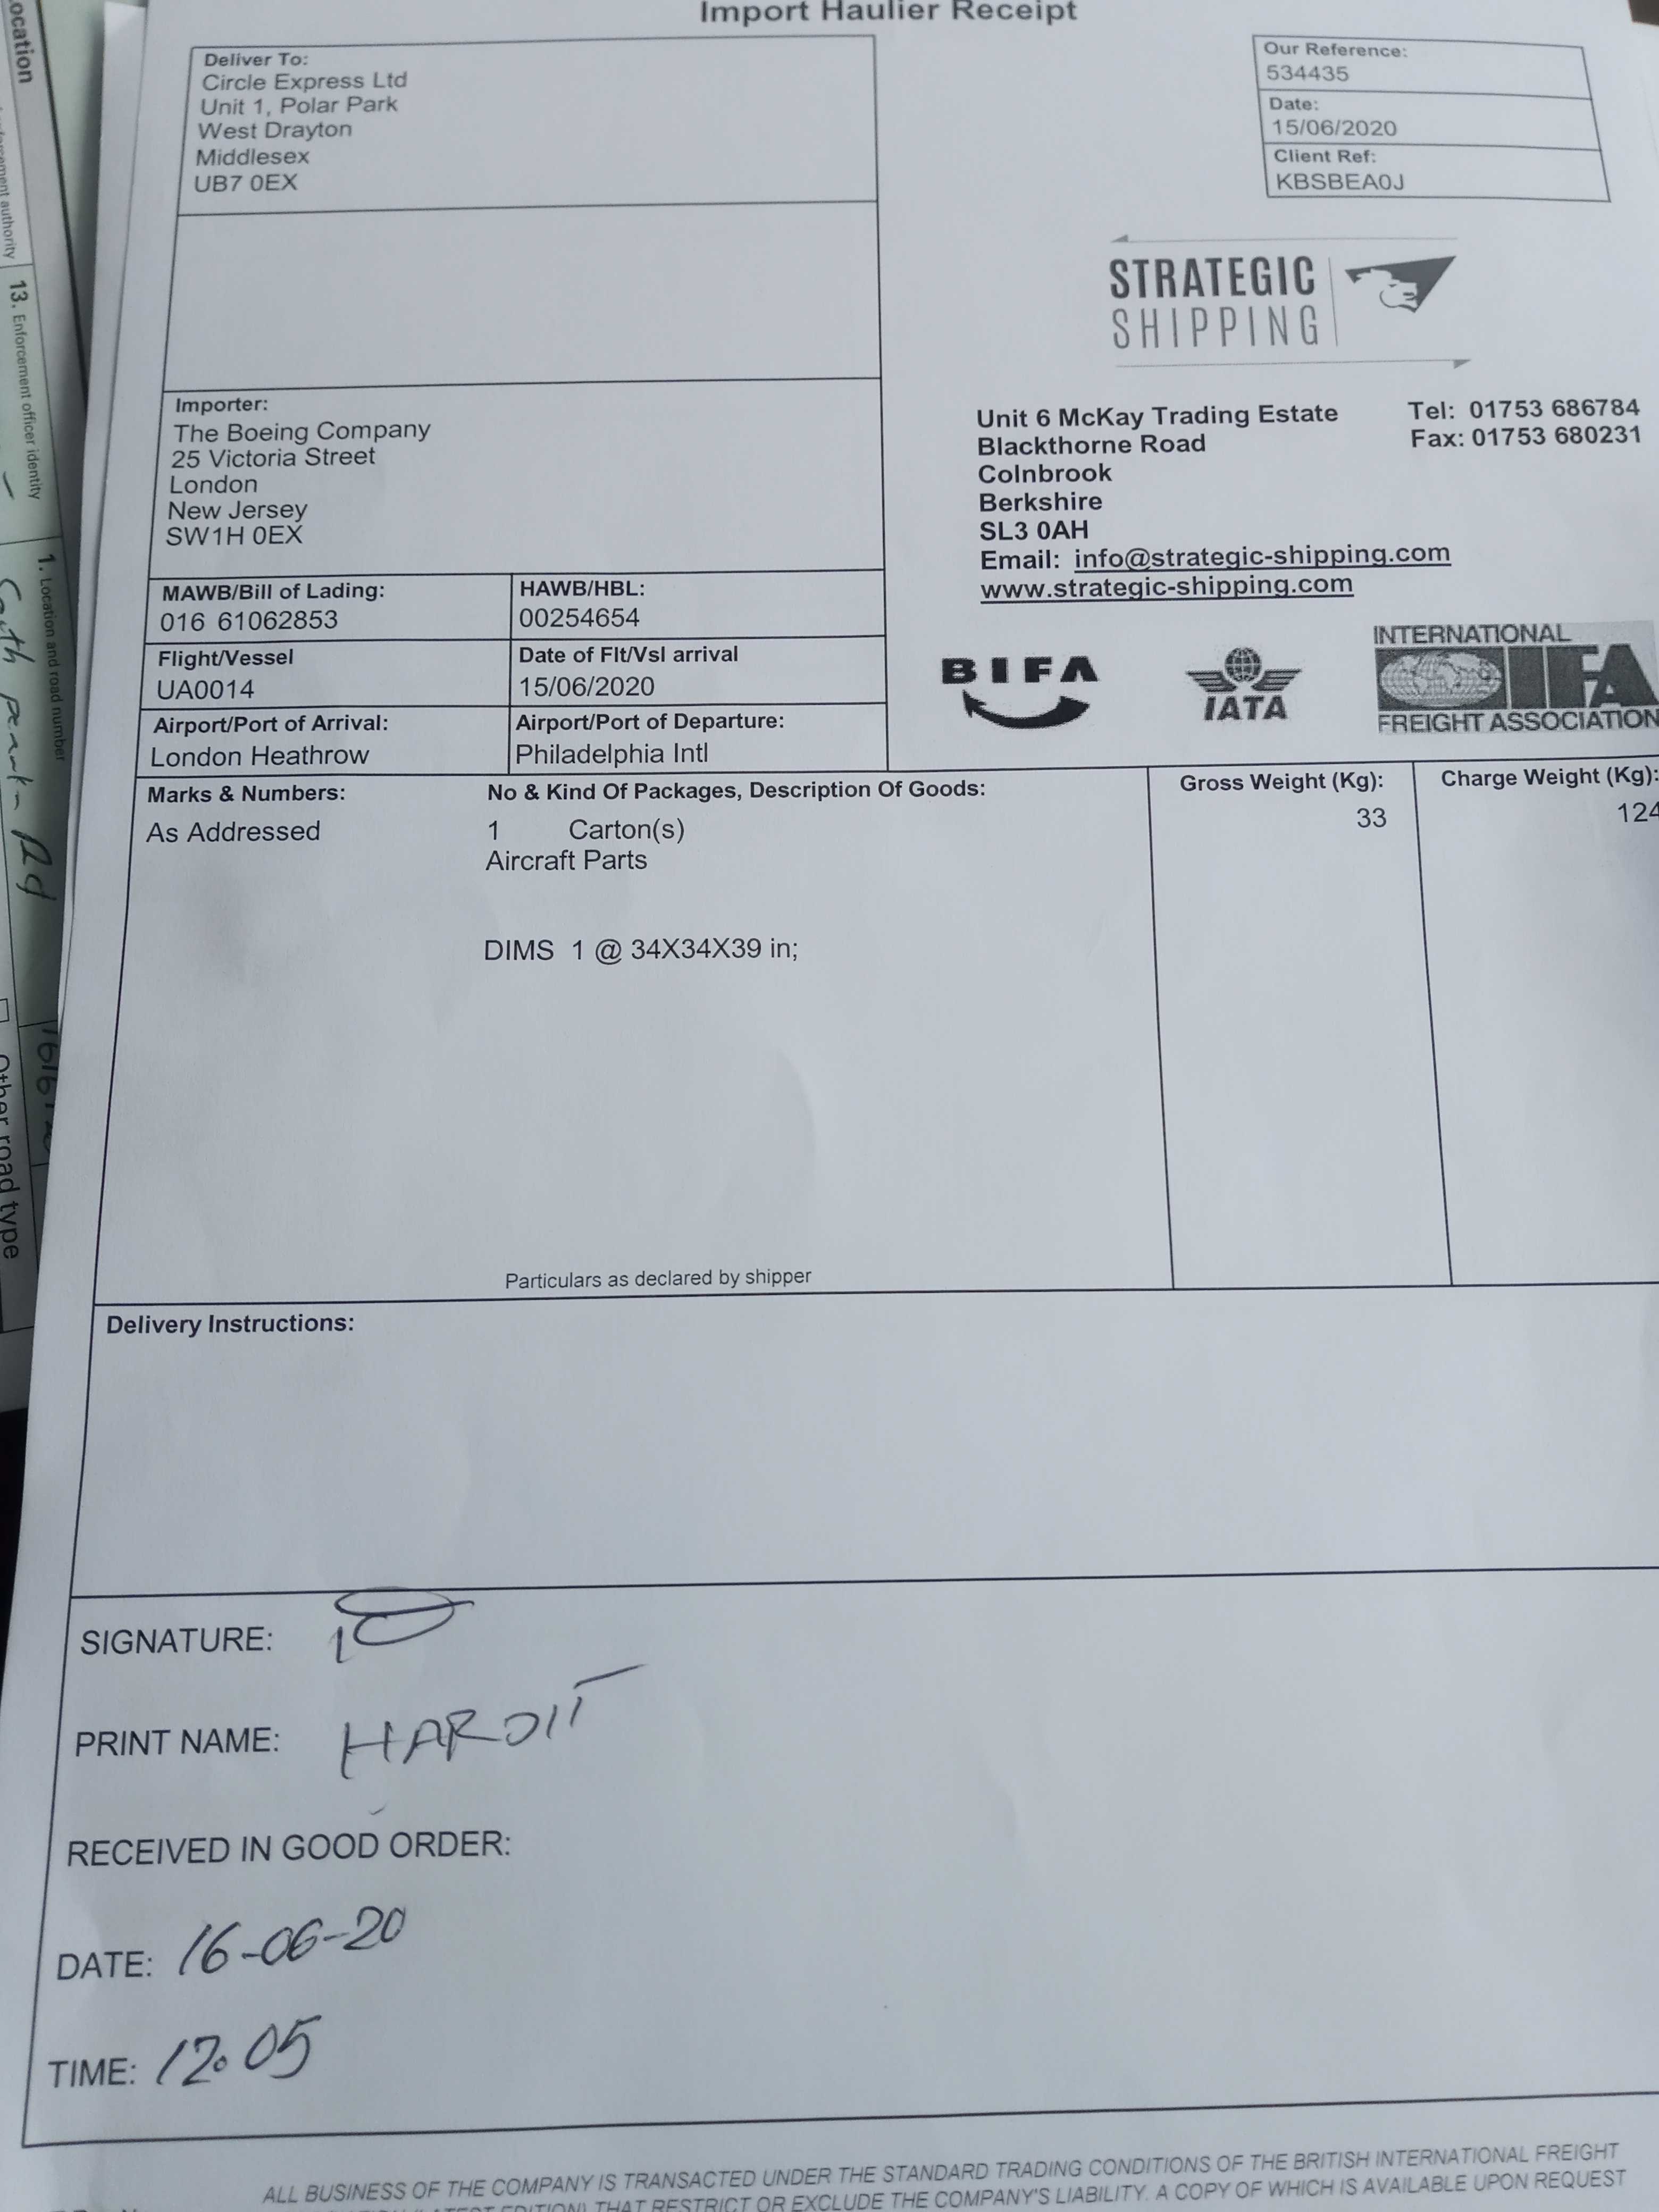 Import Haulier Receipt
Deliver To:
Circle Express Ltd
Unit 1, Polar Park
West Drayton
Middlesex
UB7 0EX
Our Reference:
534435
Date:
15/06/2020
Client Ref:
KBSBEA0J
STRATEGIC
SHIPPING
Importer:
The Boeing Company
25 Victoria Street
London
New Jersey
SW1H 0EX
Unit 6 McKay Trading Estate
Blackthorne Road
Colnbrook
Berkshire
SL3 0AH
Email: info@strategic-shipping.com
www.strategic-shipping.com
Tel: 01753 686784
Fax: 01753 680231
MAWB/Bill of Lading:
016 61062853
HAWB/HBL:
00254654
Flight/Vessel
UA0014
Date of Flt/Vsl arrival
15/06/2020
Airport/Port of Arrival:
London Heathrow
Airport/Port of Departure:
Philadelphia Intl
BIFA
IATA
INTERNATIONAL
IFA
FREIGHT ASSOCIATION
Marks & Numbers:
As Addressed
No & Kind Of Packages, Description Of Goods:
1 Carton(s)
Aircraft Parts
DIMS 1 @ 34X34X39 in;
Particulars as declared by shipper
Gross Weight (Kg):
33
Charge Weight (Kg):
124
Delivery Instructions:
SIGNATURE:
PRINT NAME: HARDIT
RECEIVED IN GOOD ORDER:
DATE: 16-06-20
TIME: 12.05
ALL BUSINESS OF THE COMPANY IS TRANSACTED UNDER THE STANDARD TRADING CONDITIONS OF THE BRITISH INTERNATIONAL FREIGHT
EDITION) THAT RESTRICT OR EXCLUDE THE COMPANY'S LIABILITY. A COPY OF WHICH IS AVAILABLE UPON REQUEST
13. Enforcement officer identity
1. Location and road number
Rd
Other road type